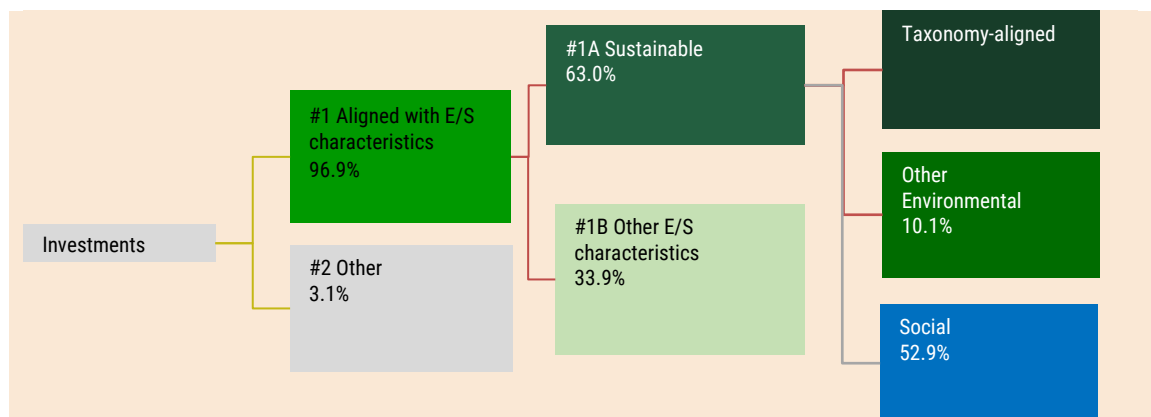 Investments
#1 Aligned with E/S
characteristics
96.9%
#2 Other
3.1%
#1A Sustainable
63.0%
#1B Other E/S
characteristics
33.9%
Taxonomy-aligned
Other
Environmental
10.1%
Social
52.9%